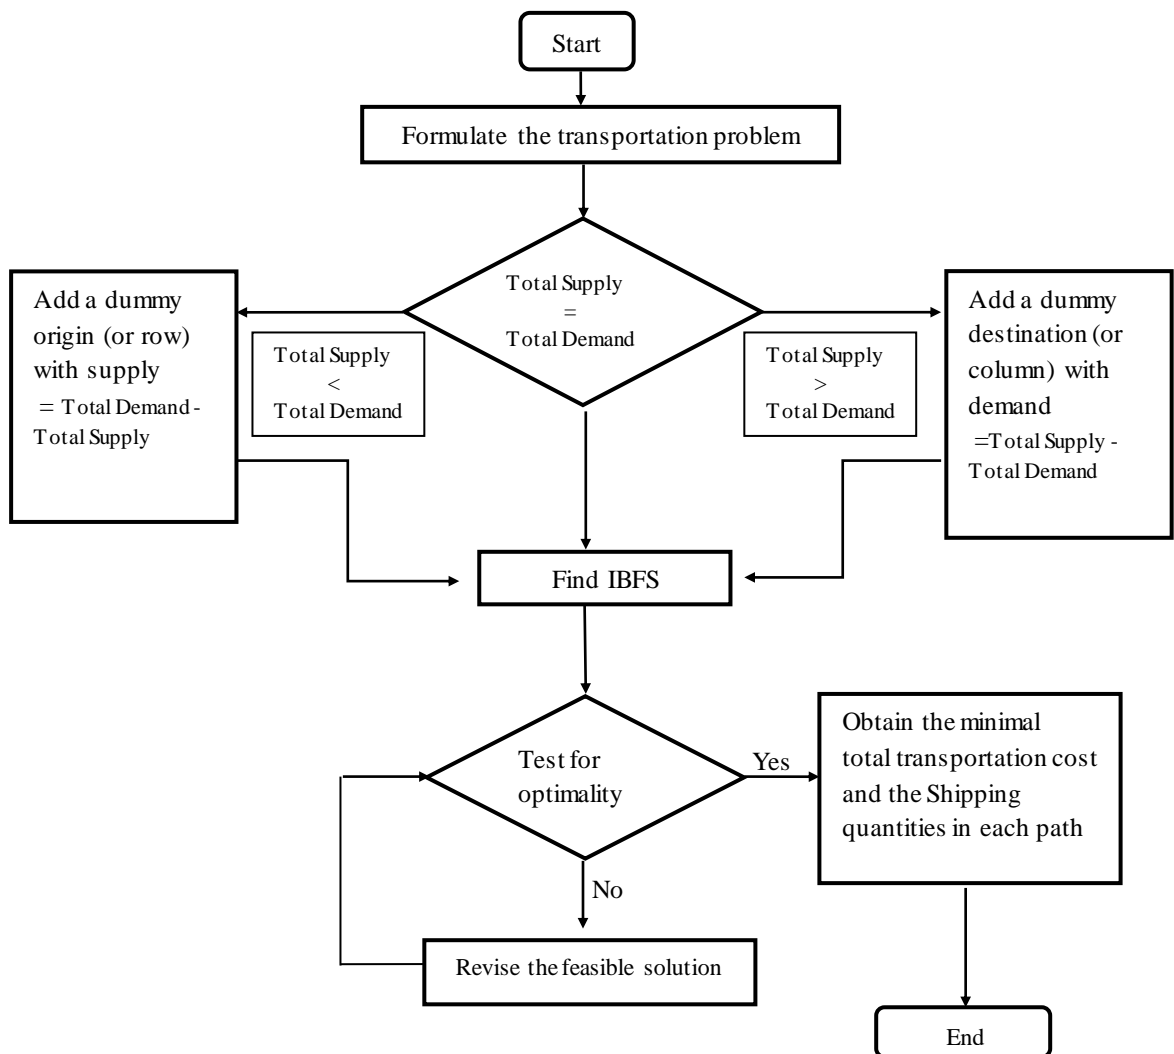 Start
Formulate the transportation problem
Total Supply
=
Total Demand
Add a dummy
origin (or row)
with supply
= Total Demand -
Total Supply
Total Supply
<
Total Demand
Total Supply
>
Total Demand
Add a dummy
destination (or
column) with
demand
=Total Supply -
Total Demand
Find IBFS
Test for
optimality
Yes
Obtain the minimal
total transportation cost
and the Shipping
quantities in each path
No
Revise the feasible solution
End